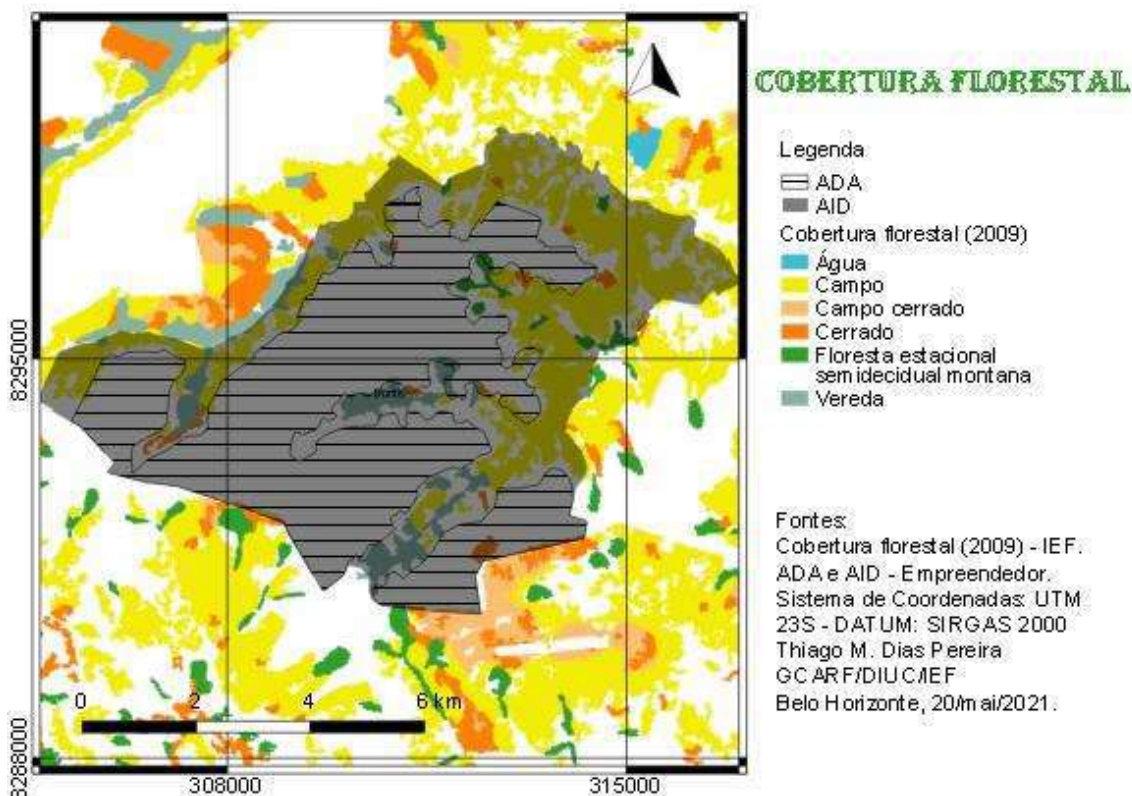 COBERTURA FLORESTAL
Legenda
ADA
AID
Cobertura florestal (2009)
Água
Campo
Campo cerrado
Cerrado
Floresta estacional
semidecidual montana
Vereda
Fontes:
Cobertura florestal (2009) - IEF.
ADA e AID - Empreendedor.
Sistema de Coordenadas: UTM
23S - DATUM: SIRGAS 2000
Thiago M. Dias Pereira
GCARF/DIUC/IEF
Belo Horizonte, 20/mai/2021.
8295000
8288000
0 2 4 6 km
308000 315000